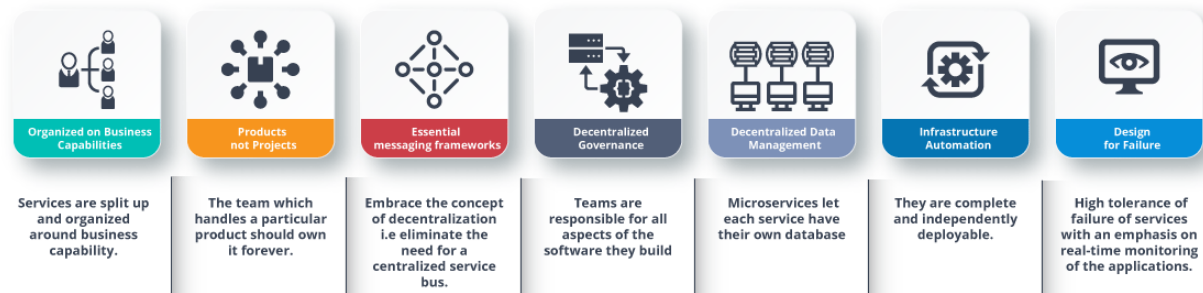 Organized on Business
Capabilities
Products
not Projects
Essential
messaging frameworks
Decentralized
Governance
Decentralized Data
Management
Infrastructure
Automation
Design
for Failure
Services are split up
and organized
around business
capability.
The team which
handles a particular
product should own
it forever.
Embrace the concept
of decentralization
i.e eliminate the
need for a
centralized service
bus.
Teams are
responsible for all
aspects of the
software they build
Microservices let
each service have
their own database
They are complete
and independently
deployable.
High tolerance of
failure of services
with an emphasis on
real-time monitoring
of the applications.